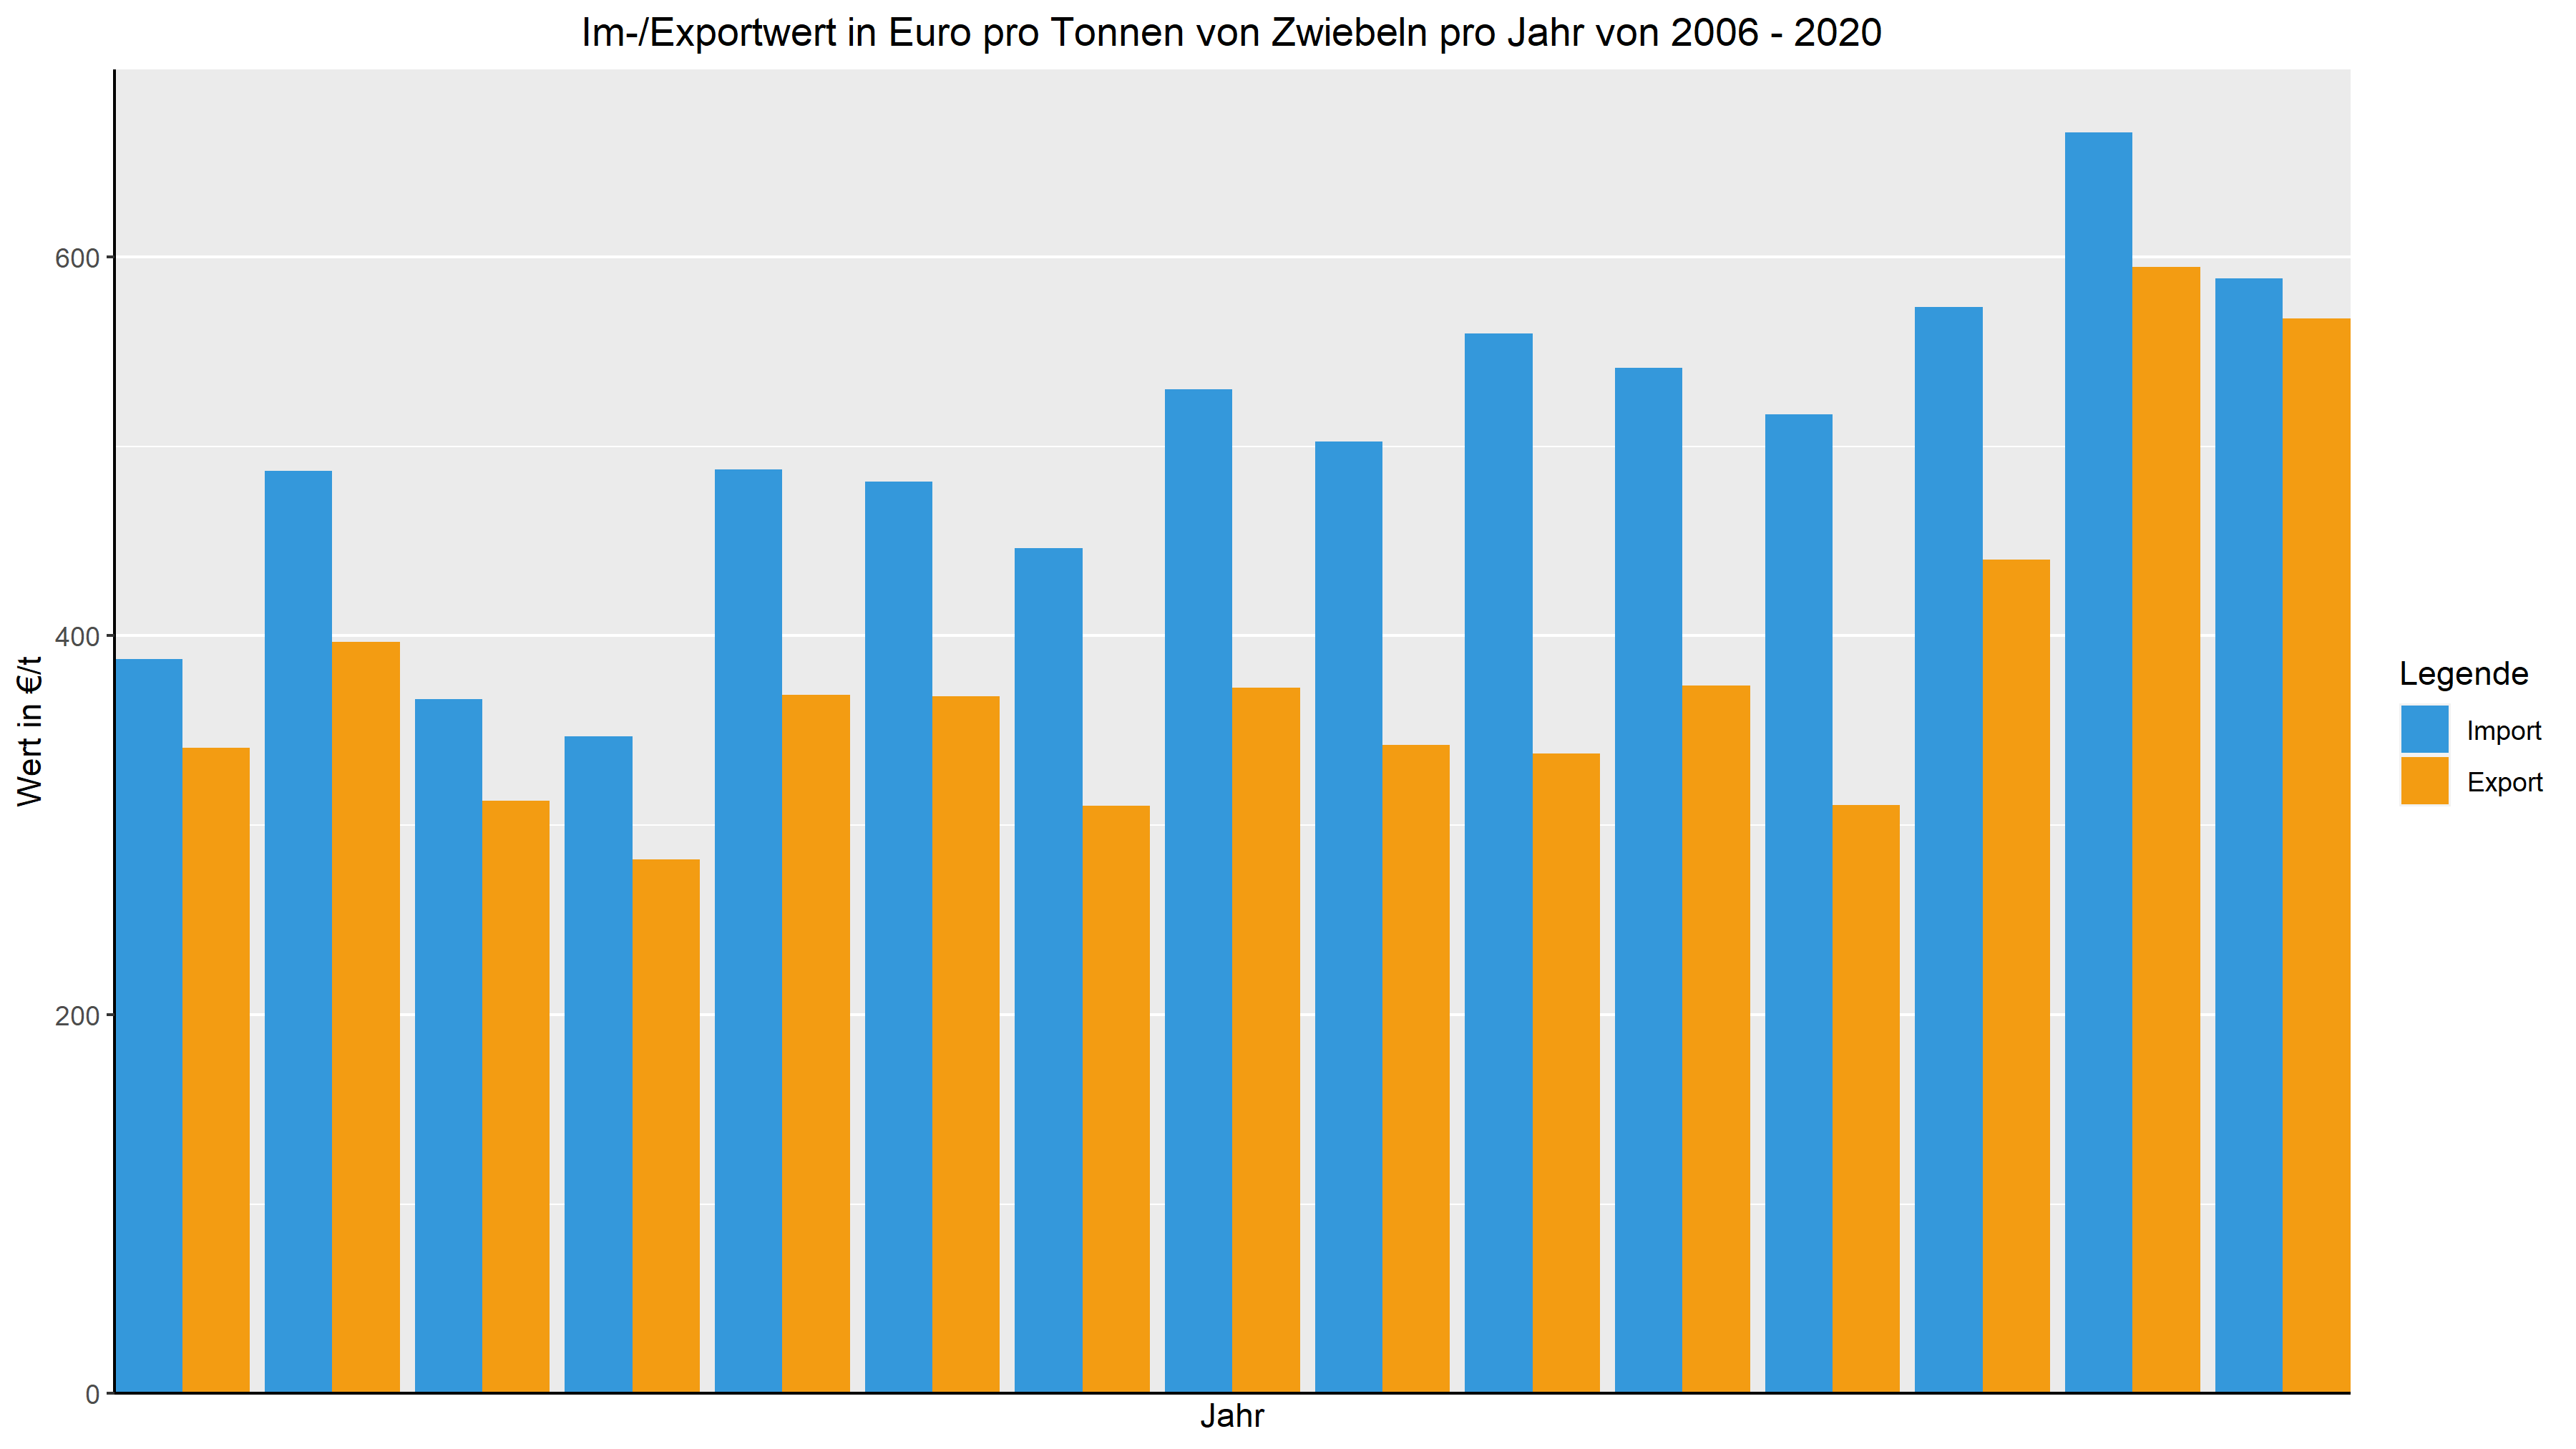 Im-/Exportwert in Euro pro Tonnen von Zwiebeln pro Jahr von 2006 - 2020
Wert in €/t
600
400
200
0
Jahr
Legende
Import
Export